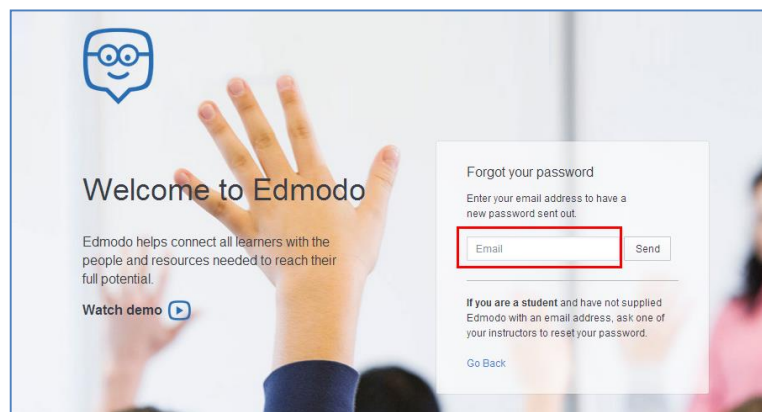 Welcome to Edmodo
Edmodo helps connect all learners with the
people and resources needed to reach their
full potential.
Watch demo
Forgot your password
Enter your email address to have a
new password sent out.
Email
Send
If you are a student and have not supplied
Edmodo with an email address, ask one of
your instructors to reset your password.
Go Back